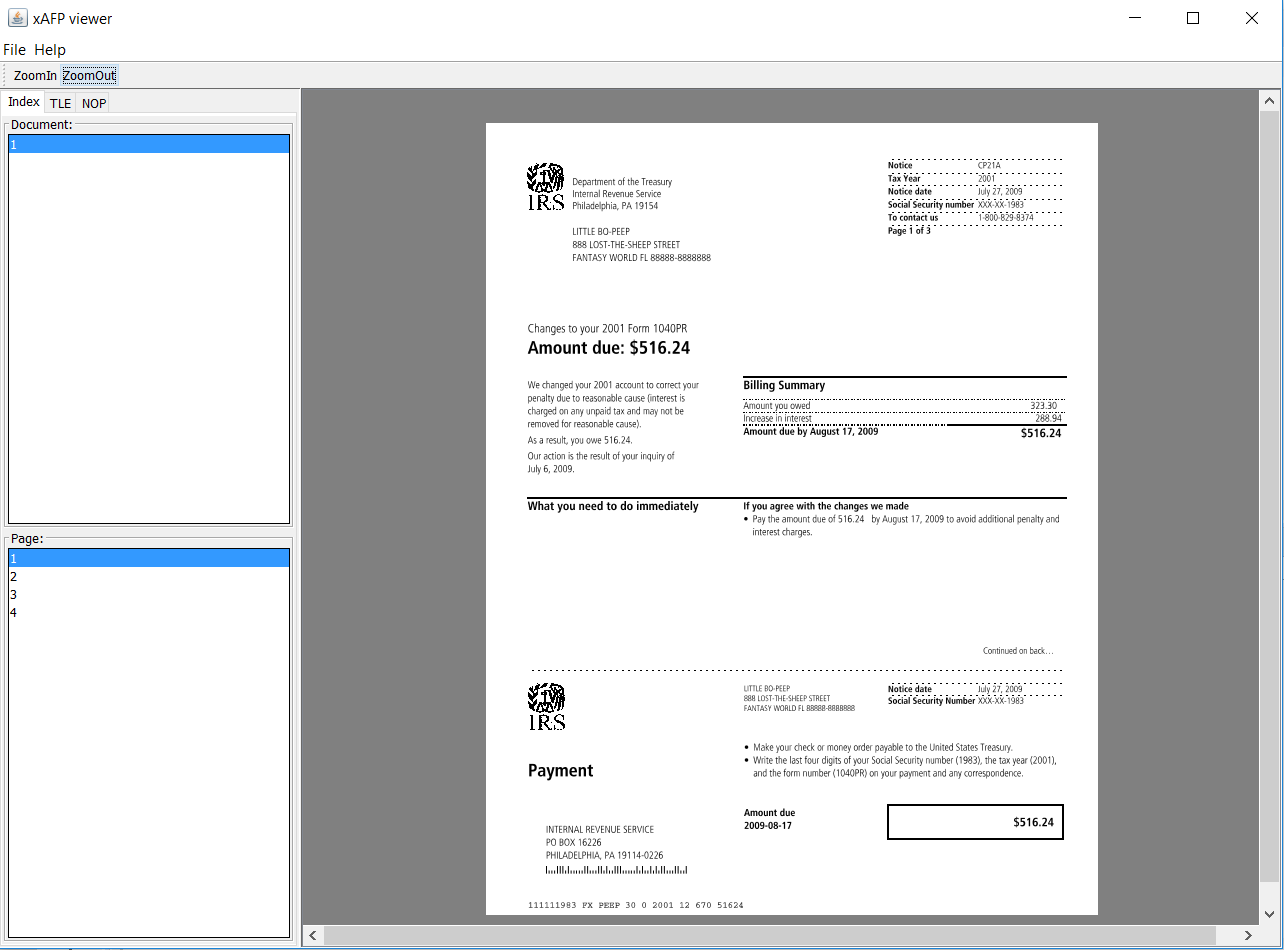 xAFP viewer
File Help
ZoomIn ZoomOut
Index TLE NOP
Document:
1
Page:
1
2
3
4
IRS
Department of the Treasury
Internal Revenue Service
Philadelphia, PA 19154
LITTLE BO-PEEP
888 LOST-THE-SHEEP STREET
FANTASY WORLD FL 88888-8888888
Notice CP21A
Tax Year 2001
Notice date July 27, 2009
Social Security number XXX-XX-1983
To contact us 1-800-829-8374
Page 1 of 3
Changes to your 2001 Form 1040PR
Amount due: $516.24
We changed your 2001 account to correct your
penalty due to reasonable cause (interest is
charged on any unpaid tax and may not be
removed for reasonable cause).
As a result, you owe 516.24.
Our action is the result of your inquiry of
July 6, 2009.
Billing Summary
Amount you owed 323.30
Increase in interest 288.94
Amount due by August 17, 2009 $516.24
What you need to do immediately
If you agree with the changes we made
• Pay the amount due of 516.24 by August 17, 2009 to avoid additional penalty and
interest charges.
Continued on back…
IRS
LITTLE BO-PEEP
888 LOST-THE-SHEEP STREET
FANTASY WORLD FL 88888-8888888
Notice date July 27, 2009
Social Security Number XXX-XX-1983
Payment
• Make your check or money order payable to the United States Treasury.
• Write the last four digits of your Social Security number (1983), the tax year (2001),
and the form number (1040PR) on your payment and any correspondence.
Amount due
2009-08-17
$516.24
INTERNAL REVENUE SERVICE
PO BOX 16226
PHILADELPHIA, PA 19114-0226
111111983 FX PEEP 30 0 2001 12 670 51624